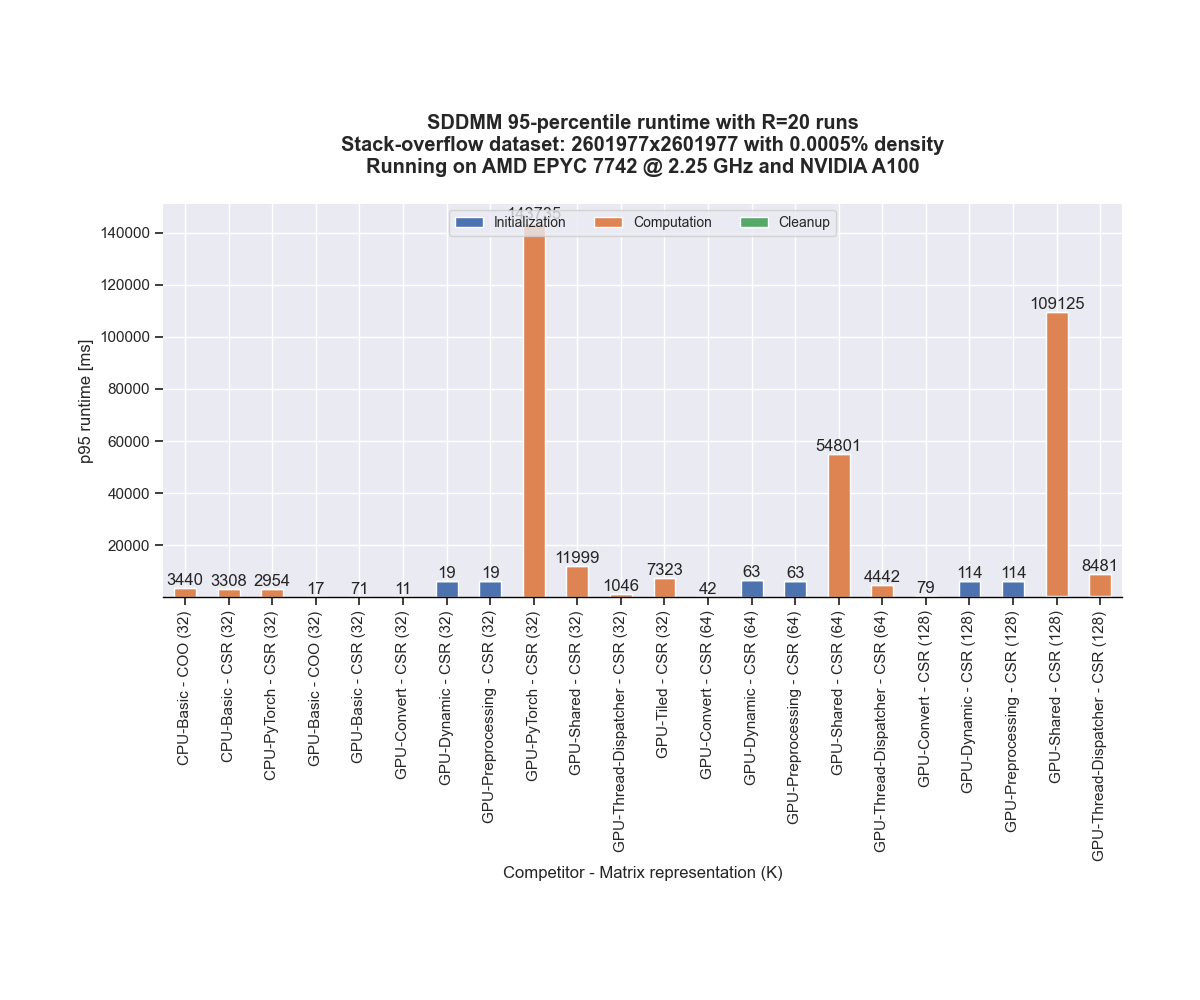 SDDMM 95-percentile runtime with R=20 runs
Stack-overflow dataset: 2601977x2601977 with 0.0005% density
Running on AMD EPYC 7742 @ 2.25 GHz and NVIDIA A100
Initialization Computation Cleanup
p95 runtime [ms]
140000
120000
100000
80000
60000
40000
20000
3440 3308 2954 17 71 11 19 19 11999 1046 7323 42 63 63 54801 4442 79 114 114 109125 8481
CPU-Basic - COO (32)
CPU-Basic - CSR (32)
CPU-PyTorch - CSR (32)
GPU-Basic - COO (32)
GPU-Basic - CSR (32)
GPU-Convert - CSR (32)
GPU-Dynamic - CSR (32)
GPU-Preprocessing - CSR (32)
GPU-PyTorch - CSR (32)
GPU-Shared - CSR (32)
GPU-Thread-Dispatcher - CSR (32)
GPU-Tiled - CSR (32)
GPU-Convert - CSR (64)
GPU-Dynamic - CSR (64)
GPU-Preprocessing - CSR (64)
GPU-Shared - CSR (64)
GPU-Thread-Dispatcher - CSR (64)
GPU-Convert - CSR (128)
GPU-Dynamic - CSR (128)
GPU-Preprocessing - CSR (128)
GPU-Shared - CSR (128)
GPU-Thread-Dispatcher - CSR (128)
Competitor - Matrix representation (K)